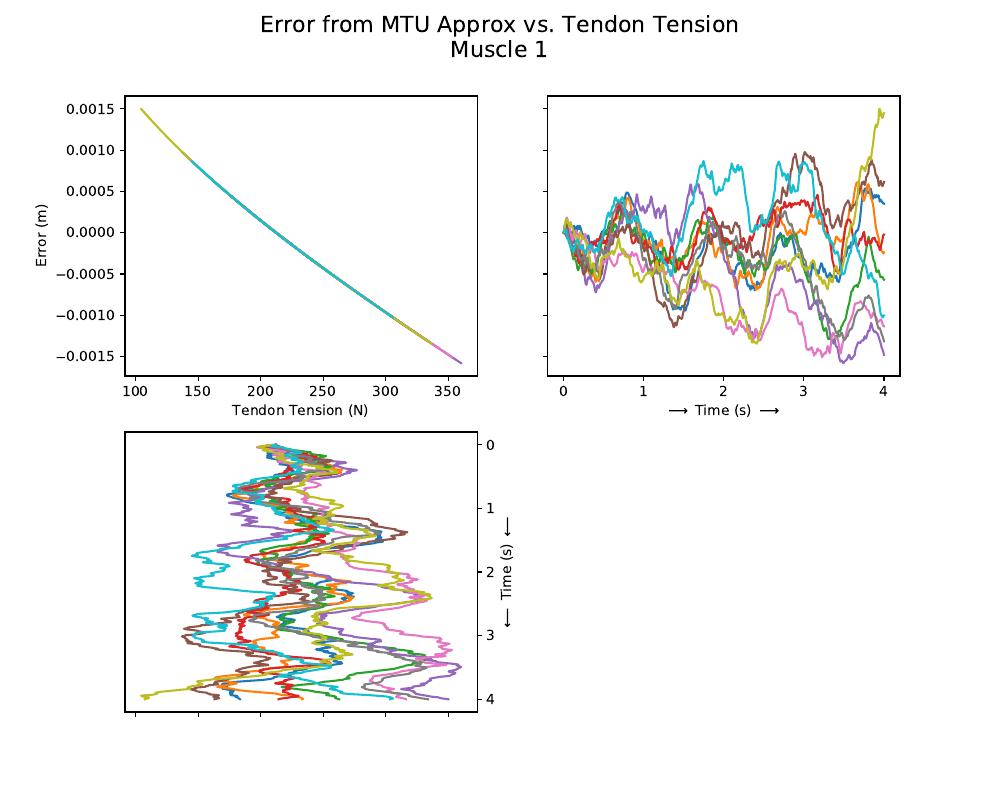 Error from MTU Approx vs. Tendon Tension
Muscle 1
0.0015
0.0010
0.0005
0.0000
−0.0005
−0.0010
−0.0015
Error (m)
100 150 200 250 300 350
Tendon Tension (N)
0 1 2 3 4
⟶ Time (s) ⟶
0
1
2
3
4
⟵ Time (s) ⟵